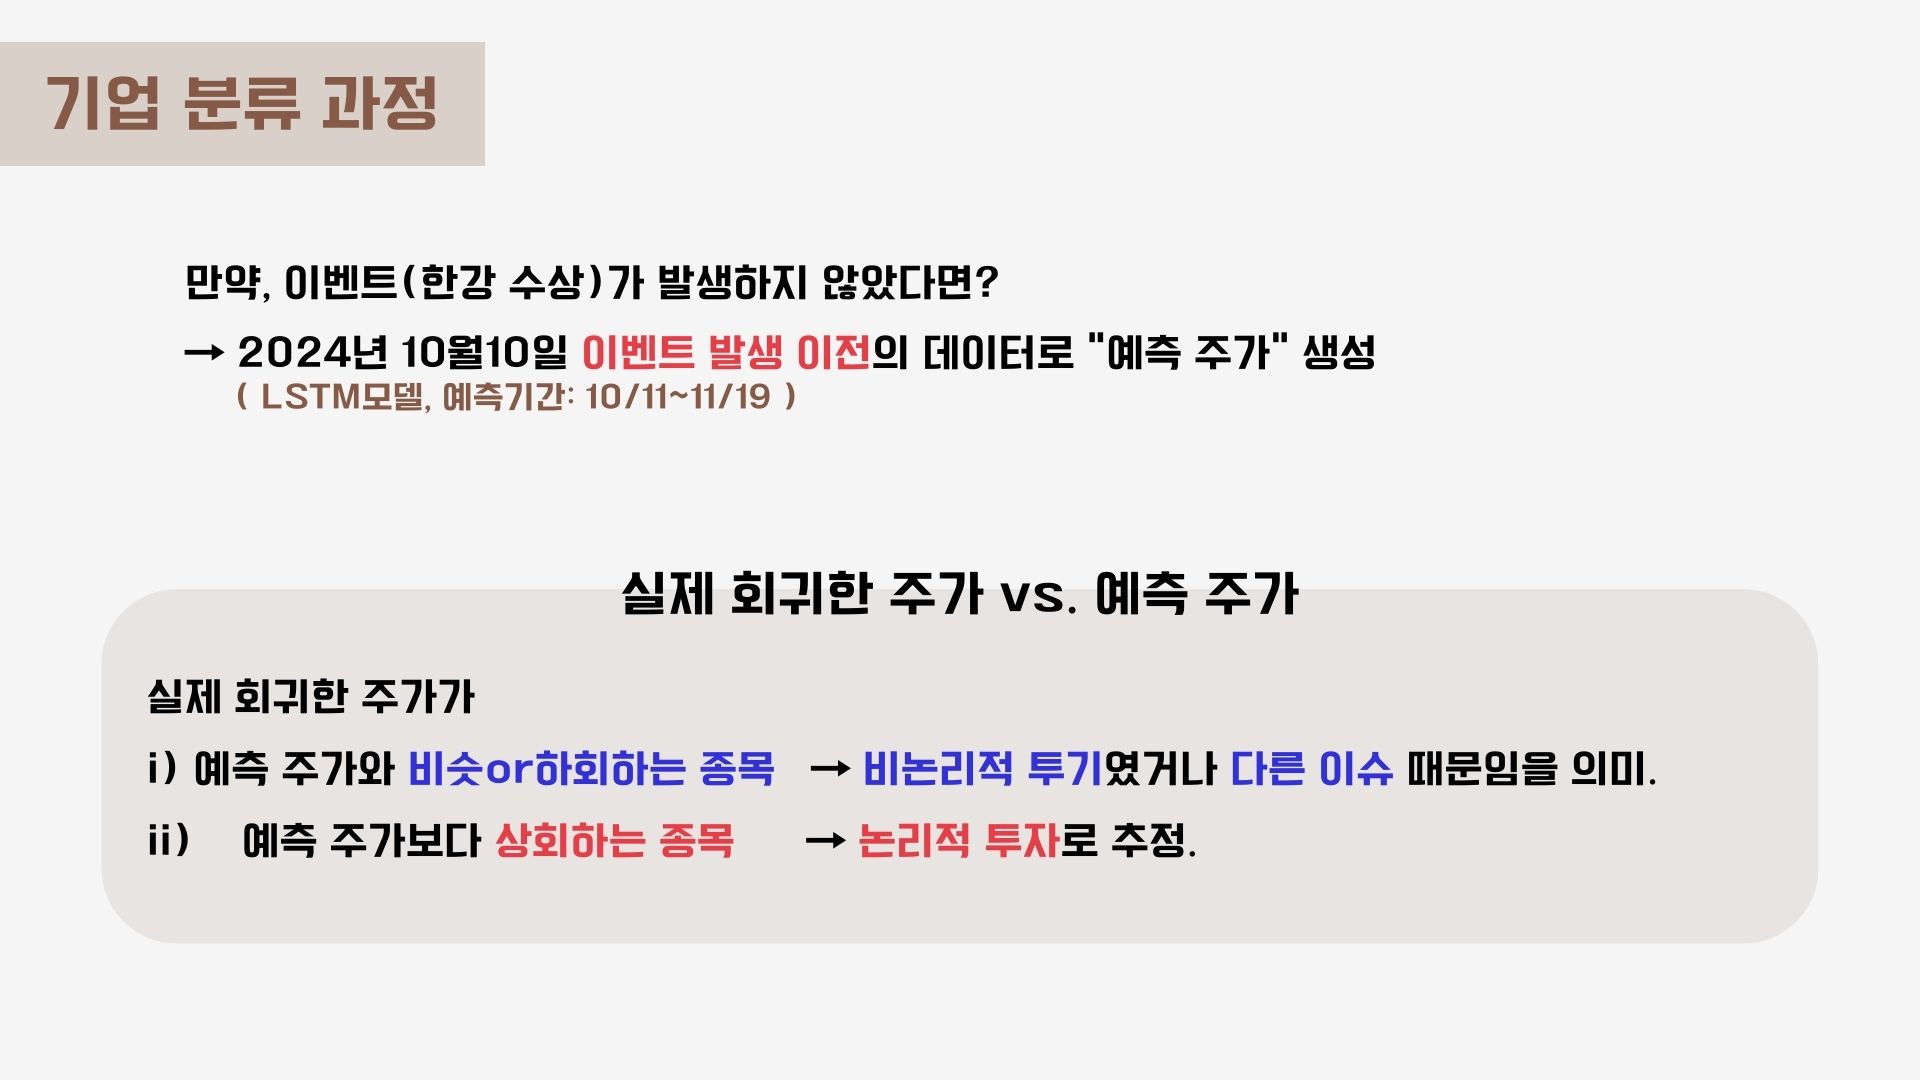 기업 분류 과정
만약, 이벤트(한강 수상)가 발생하지 않았다면?
→ 2024년 10월10일 이벤트 발생 이전의 데이터로 "예측 주가" 생성
( LSTM모델, 예측기간: 10/11~11/19 )
실제 회귀한 주가 vs. 예측 주가
실제 회귀한 주가가
i) 예측 주가와 비슷or하회하는 종목 → 비논리적 투기였거나 다른 이슈 때문임을 의미.
ii) 예측 주가보다 상회하는 종목 → 논리적 투자로 추정.